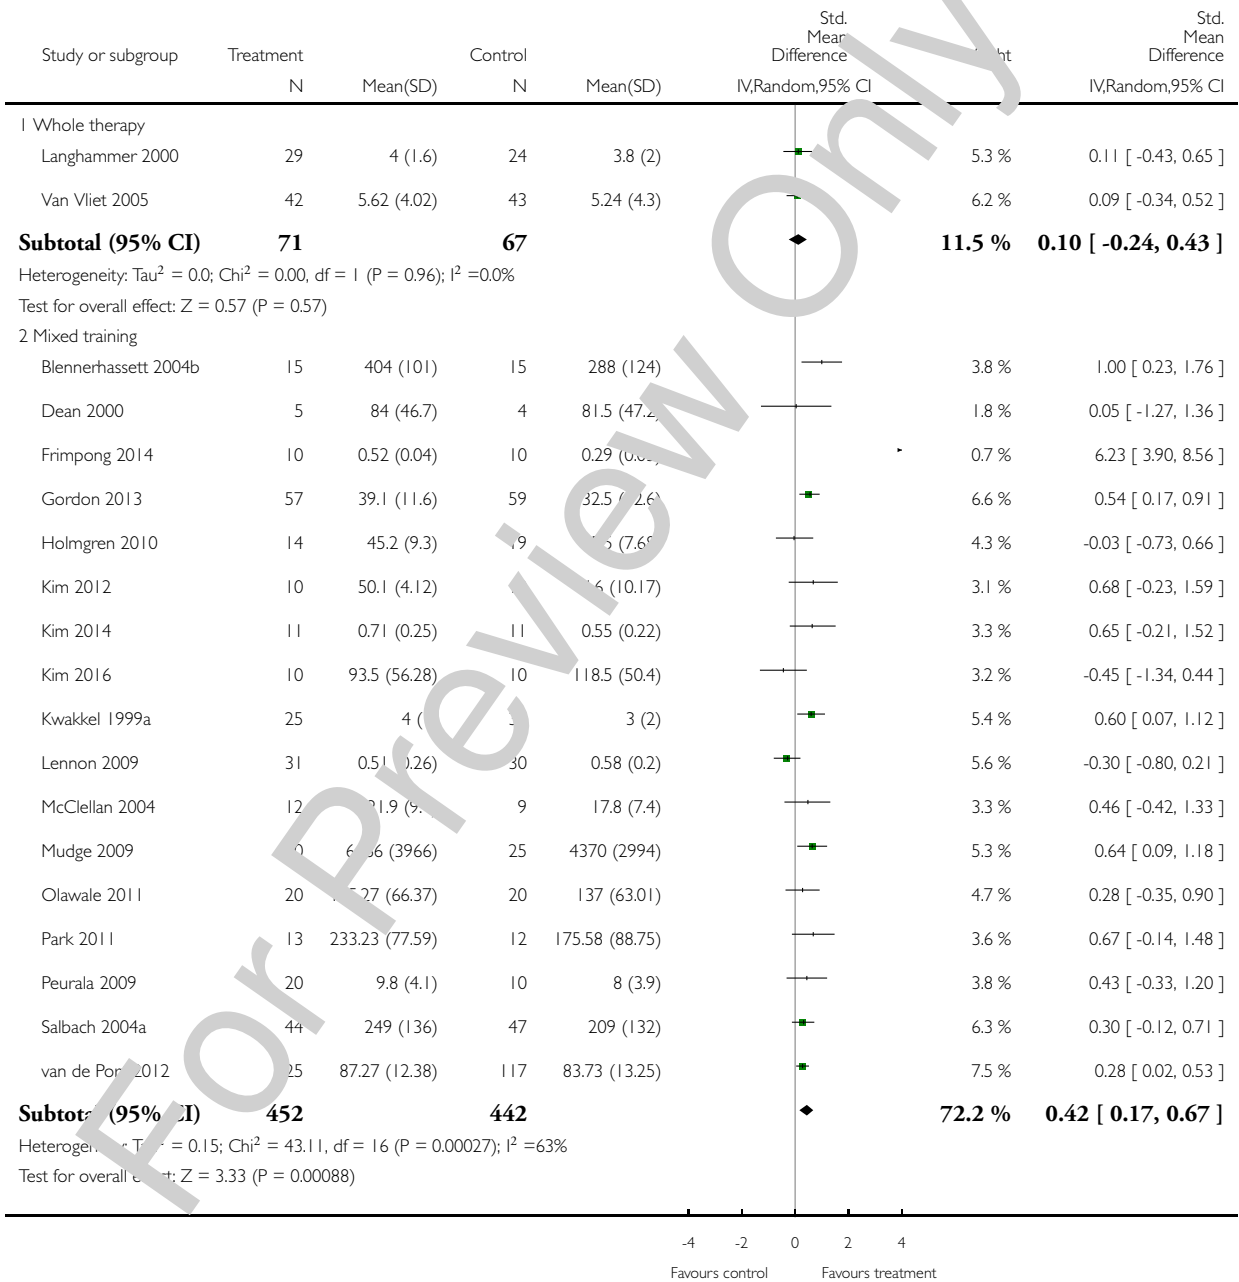 Study or subgroup Treatment Control Std. Mean Difference Std. Mean Difference
N Mean(SD) N Mean(SD) IV,Random,95% CI IV,Random,95% CI
1 Whole therapy
Langhammer 2000 29 4 (1.6) 24 3.8 (2) 5.3 % 0.11 [ -0.43, 0.65 ]
Van Vliet 2005 42 5.62 (4.02) 43 5.24 (4.3) 6.2 % 0.09 [ -0.34, 0.52 ]
Subtotal (95% CI) 71 67 11.5 % 0.10 [ -0.24, 0.43 ]
Heterogeneity: Tau² = 0.0; Chi² = 0.00, df = 1 (P = 0.96); I² =0.0%
Test for overall effect: Z = 0.57 (P = 0.57)
2 Mixed training
Blennerhassett 2004b 15 404 (101) 15 288 (124) 3.8 % 1.00 [ 0.23, 1.76 ]
Dean 2000 5 84 (46.7) 4 81.5 1.8 % 0.05 [ -1.27, 1.36 ]
Frimpong 2014 10 0.52 (0.04) 10 0.29 0.7 % 6.23 [ 3.90, 8.56 ]
Gordon 2013 57 39.1 (11.6) 59 32.5 6.6 % 0.54 [ 0.17, 0.91 ]
Holmgren 2010 14 45.2 (9.3) 4.3 % -0.03 [ -0.73, 0.66 ]
Kim 2012 10 50.1 (4.12) (10.17) 3.1 % 0.68 [ -0.23, 1.59 ]
Kim 2014 11 0.71 (0.25) 11 0.55 (0.22) 3.3 % 0.65 [ -0.21, 1.52 ]
Kim 2016 10 93.5 (56.28) 10 118.5 (50.4) 3.2 % -0.45 [ -1.34, 0.44 ]
Kwakkel 1999a 25 4 3 (2) 5.4 % 0.60 [ 0.07, 1.12 ]
Lennon 2009 31 0.51 30 0.58 (0.2) 5.6 % -0.30 [ -0.80, 0.21 ]
McClellan 2004 12 9 17.8 (7.4) 3.3 % 0.46 [ -0.42, 1.33 ]
Mudge 2009 (3966) 25 4370 (2994) 5.3 % 0.64 [ 0.09, 1.18 ]
Olawale 2011 20 (66.37) 20 137 (63.01) 4.7 % 0.28 [ -0.35, 0.90 ]
Park 2011 13 233.23 (77.59) 12 175.58 (88.75) 3.6 % 0.67 [ -0.14, 1.48 ]
Peurala 2009 20 9.8 (4.1) 10 8 (3.9) 3.8 % 0.43 [ -0.33, 1.20 ]
Salbach 2004a 44 249 (136) 47 209 (132) 6.3 % 0.30 [ -0.12, 0.71 ]
van de 2012 87.27 (12.38) 117 83.73 (13.25) 7.5 % 0.28 [ 0.02, 0.53 ]
Subtotal (95% CI) 452 442 72.2 % 0.42 [ 0.17, 0.67 ]
= 0.15; Chi² = 43.11, df = 16 (P = 0.00027); I² =63%
Test for overall Z = 3.33 (P = 0.00088)
-4 -2 0 2 4
Favours control Favours treatment
For Preview Only